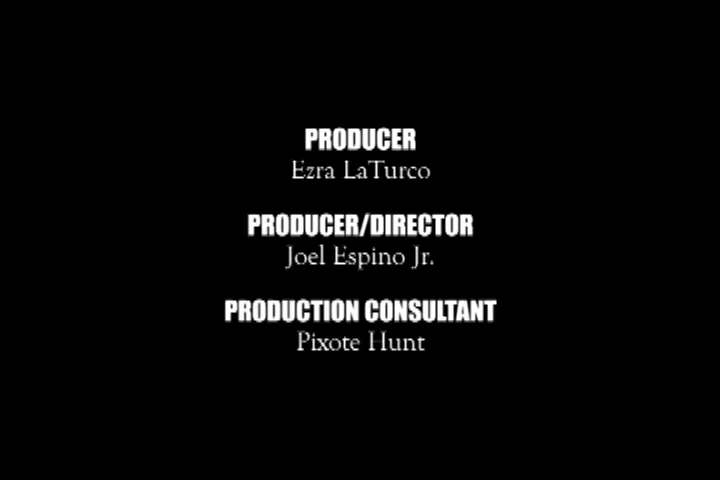 PRODUCER
Ezra LaTurco
PRODUCER/DIRECTOR
Joel Espino Jr.
PRODUCTION CONSULTANT
Pixote Hunt